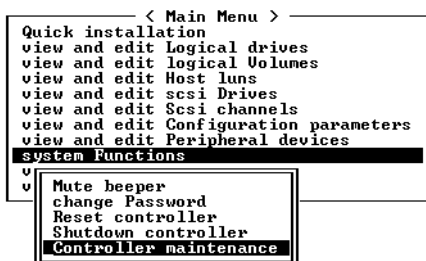 < Main Menu >
Quick installation
view and edit Logical drives
view and edit logical Volumes
view and edit Host luns
view and edit scsi Drives
view and edit Scsi channels
view and edit Configuration parameters
view and edit Peripheral devices
system Functions
v
v
Mute beeper
change Password
Reset controller
Shutdown controller
Controller maintenance